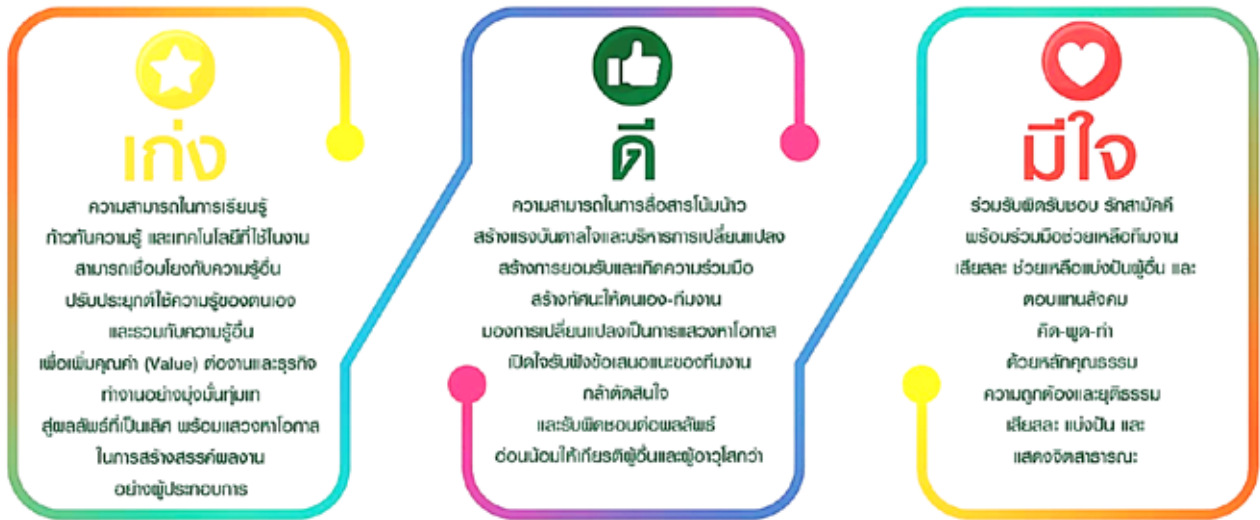 เก่ง
ความสามารถในการเรียนรู้
ก้าวทันความรู้ และเทคโนโลยีที่ใช้ในงาน
สามารถเชื่อมโยงกับความรู้อื่น
ปรับประยุกต์ใช้ความรู้ของตนเอง
และรวมกับความรู้อื่น
เพื่อเพิ่มคุณค่า (Value) ต่องานและธุรกิจ
ทำงานอย่างมุ่งมั่นทุ่มเท
สู่ผลลัพธ์ที่เป็นเลิศ พร้อมแสวงหาโอกาส
ในการสร้างสรรค์ผลงาน
อย่างผู้ประกอบการ
ดี
ความสามารถในการสื่อสารโน้มน้าว
สร้างแรงบันดาลใจและบริหารการเปลี่ยนแปลง
สร้างการยอมรับและเกิดความร่วมมือ
สร้างทัศนะให้ตนเอง-ทีมงาน
มองการเปลี่ยนแปลงเป็นการแสวงหาโอกาส
เปิดใจรับฟังข้อเสนอแนะของทีมงาน
กล้าตัดสินใจ
และรับผิดชอบต่อผลลัพธ์
อ่อนน้อมให้เกียรติผู้อื่นและผู้อาวุโสกว่า
มีใจ
ร่วมรับผิดรับชอบ รักสามัคคี
พร้อมร่วมมือช่วยเหลือทีมงาน
เสียสละ ช่วยเหลือแบ่งปันผู้อื่น และ
ตอบแทนสังคม
คิด-พูด-ทำ
ด้วยหลักคุณธรรม
ความถูกต้องและยุติธรรม
เสียสละ แบ่งปัน และ
แสดงจิตสาธารณะ